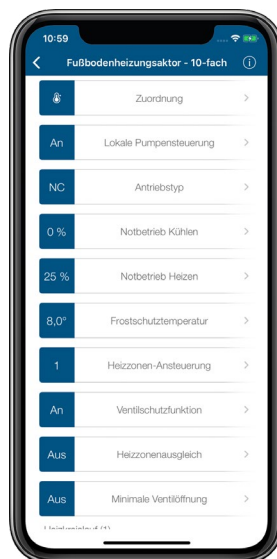 10:59
Fußbodenheizungsaktor - 10-fach
Zuordnung
An Lokale Pumpensteuerung
NC Antriebstyp
0 % Notbetrieb Kühlen
25 % Notbetrieb Heizen
8,0° Frostschutztemperatur
1 Heizzonen-Ansteuerung
An Ventilschutzfunktion
Aus Heizzonenausgleich
Aus Minimale Ventilöffnung